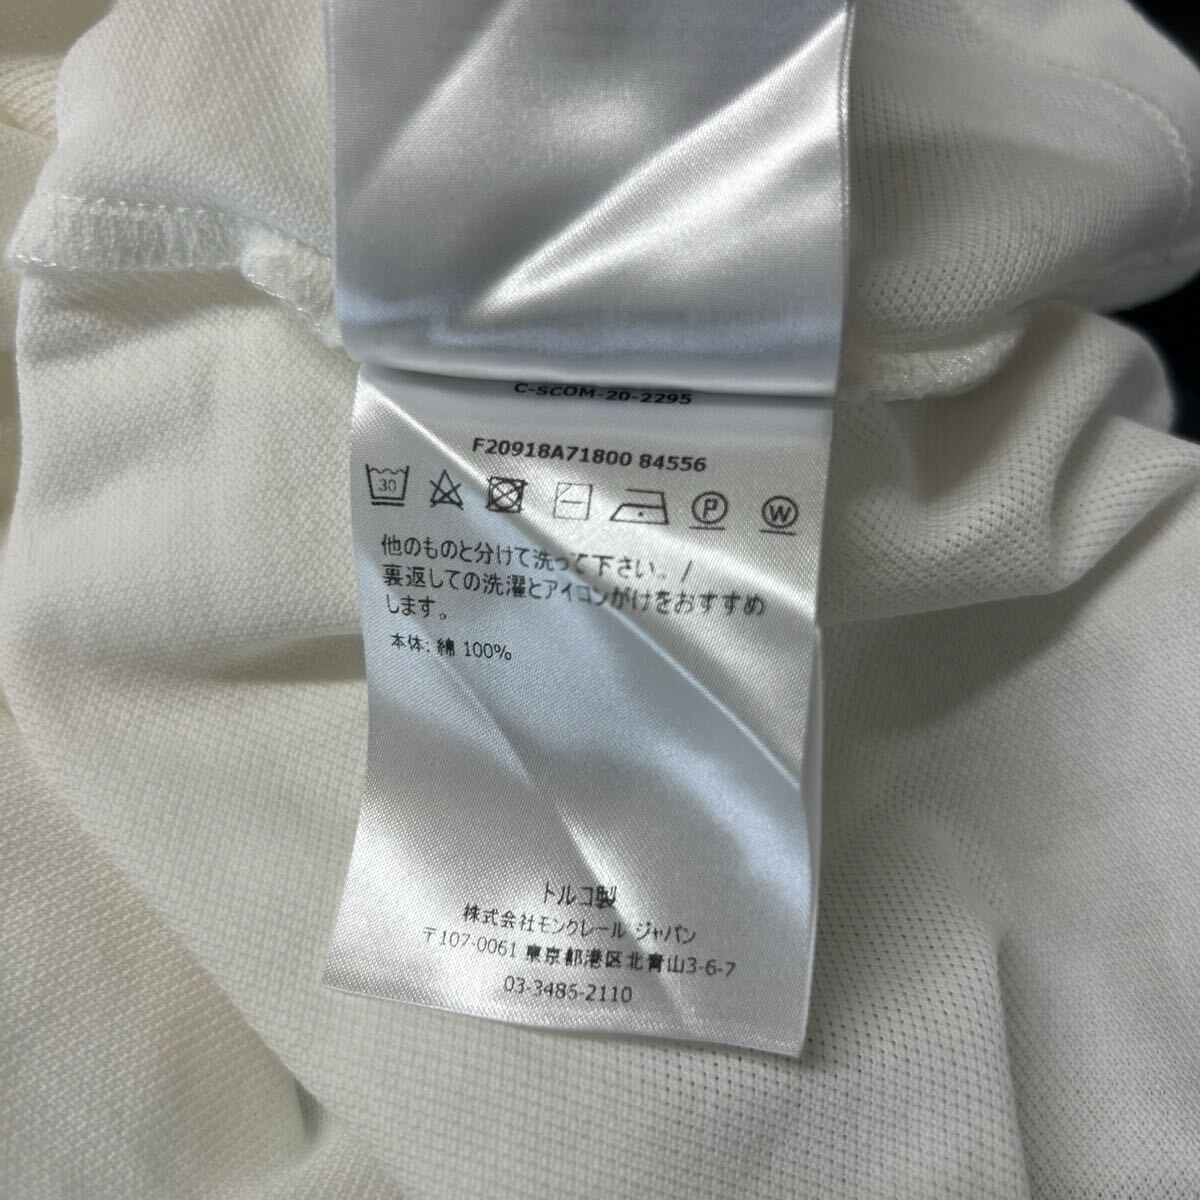 C-SCOM-20-2295
F20918A71800 84556
30 P W
他のものと分けて洗って下さい。/
裏返しての洗濯とアイロンがけをおすすめ
します。
本体: 綿 100%
トルコ製
株式会社モンクレール ジャパン
〒107-0061 東京都港区北青山3-6-7
03-3486-2110